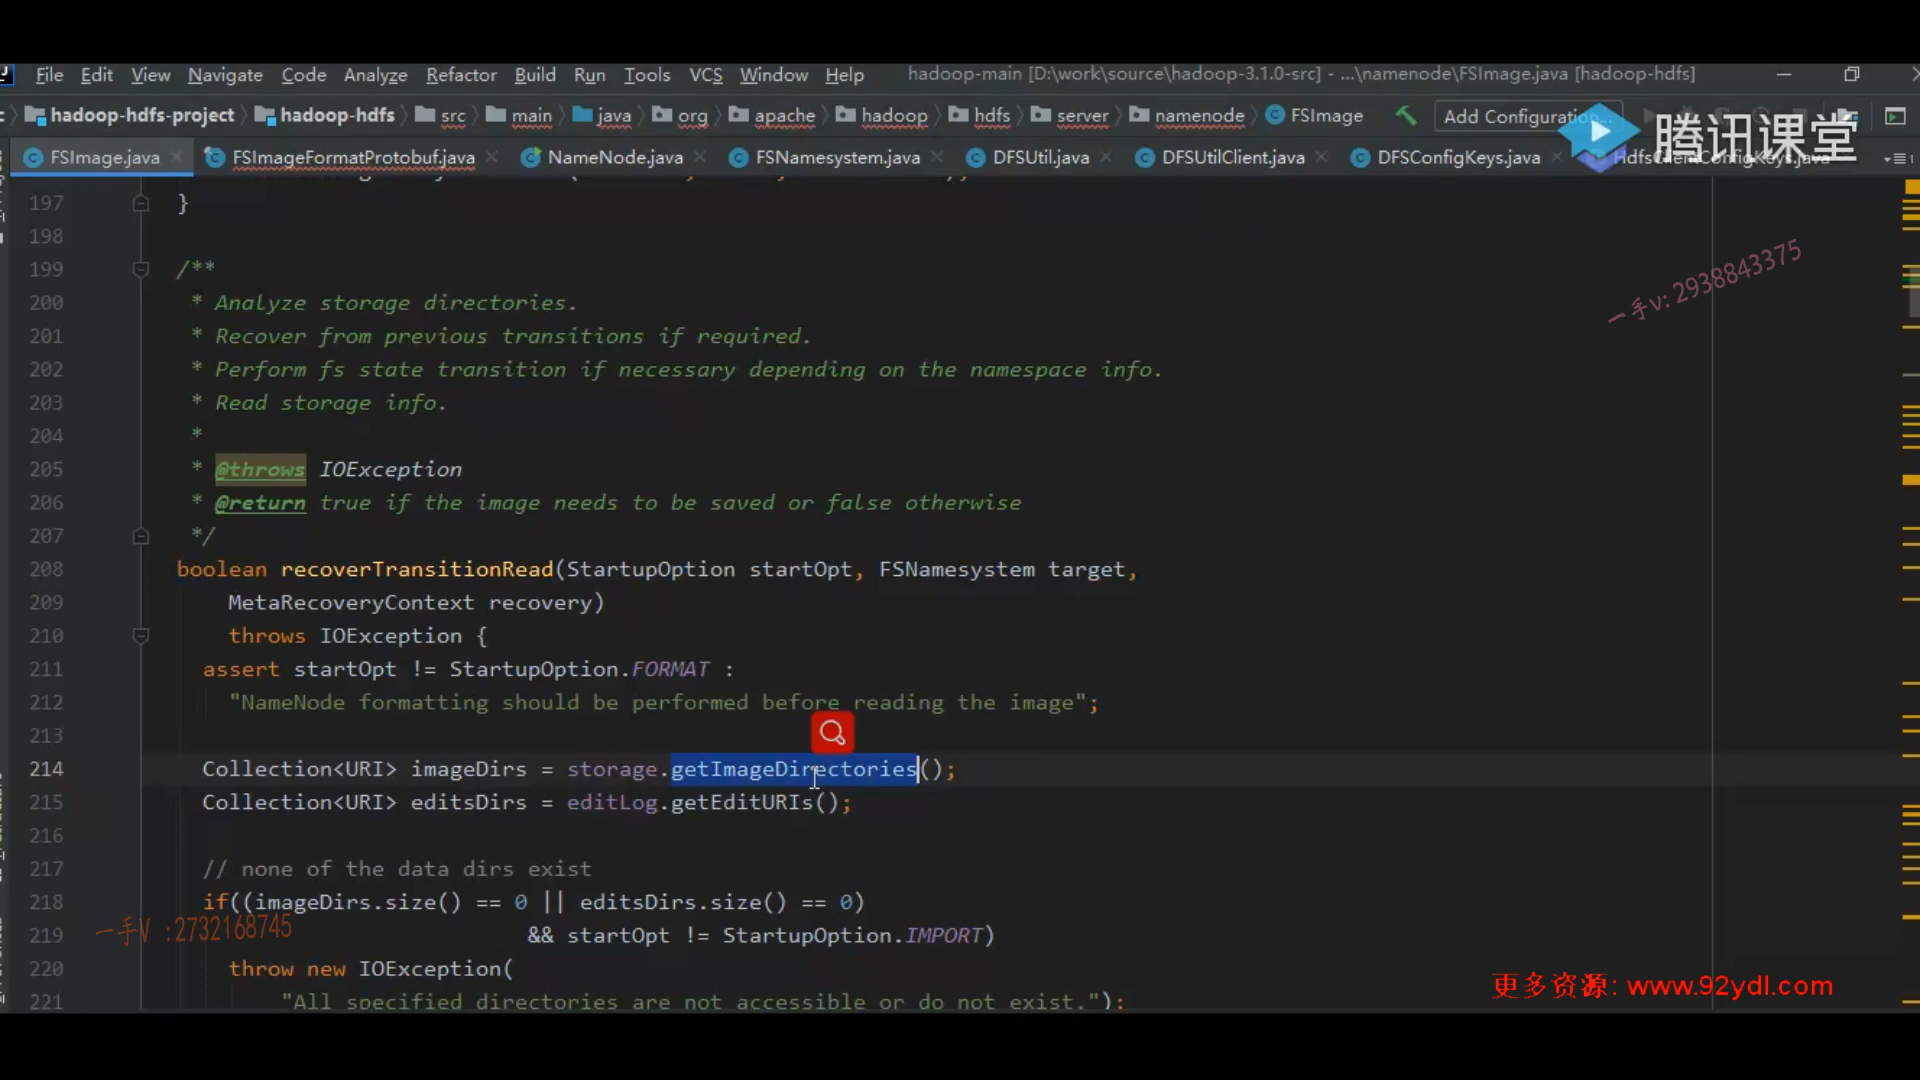 File Edit View Navigate Code Analyze Refactor Build Run Tools VCS Window Help hadoop-main [D:\work\source\hadoop-3.1.0-src] - ...\namenode\FSImage.java [hadoop-hdfs]
hadoop-hdfs-project hadoop-hdfs src main java org apache hadoop hdfs server namenode FSImage Add Configuration...
腾讯课堂
FSImage.java FSImageFormatProtobuf.java NameNode.java FSNamesystem.java DFSUtil.java DFSUtilClient.java DFSConfigKeys.java HdfsClientConfigKeys.java
197 }
198
199 /**
200 * Analyze storage directories.
201 * Recover from previous transitions if required.
202 * Perform fs state transition if necessary depending on the namespace info.
203 * Read storage info.
204 *
205 * @throws IOException
206 * @return true if the image needs to be saved or false otherwise
207 */
208 boolean recoverTransitionRead(StartupOption startOpt, FSNamesystem target,
209 MetaRecoveryContext recovery)
210 throws IOException {
211 assert startOpt != StartupOption.FORMAT :
212 "NameNode formatting should be performed before reading the image";
213
214 Collection<URI> imageDirs = storage.getImageDirectories();
215 Collection<URI> editsDirs = editLog.getEditURIs();
216
217 // none of the data dirs exist
218 if((imageDirs.size() == 0 || editsDirs.size() == 0)
219 && startOpt != StartupOption.IMPORT)
220 throw new IOException(
221 "All specified directories are not accessible or do not exist.");
一手v:2938843375
一手V :2732168745
更多资源: www.92ydl.com